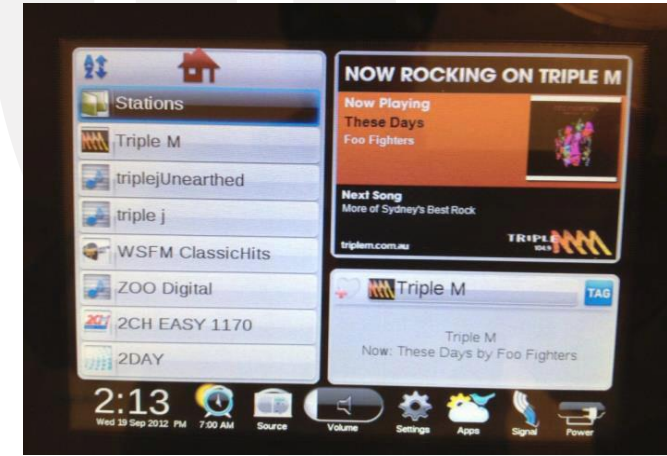 A
Z
Stations
Triple M
triplejUnearthed
triple j
WSFM ClassicHits
ZOO Digital
2CH EASY 1170
2DAY
NOW ROCKING ON TRIPLE M
Now Playing
These Days
Foo Fighters
Next Song
More of Sydney's Best Rock
triplem.com.au
TRIPLE
104.9
Triple M
TAG
Triple M
Now: These Days by Foo Fighters
2:13
Wed 19 Sep 2012 PM
7:00 AM
Source
Volume
Settings
Apps
Signal
Power